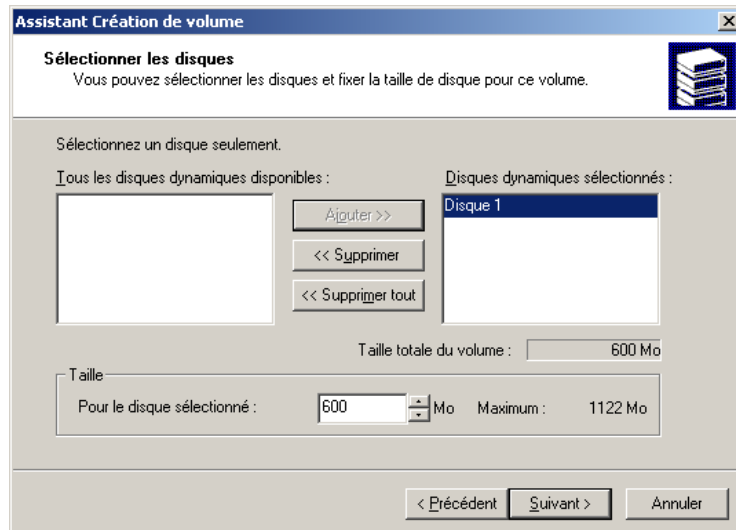 Assistant Création de volume
Sélectionner les disques
Vous pouvez sélectionner les disques et fixer la taille de disque pour ce volume.
Sélectionnez un disque seulement.
Tous les disques dynamiques disponibles :
Disques dynamiques sélectionnés :
Disque 1
Ajouter >>
<< Supprimer
<< Supprimer tout
Taille totale du volume : 600 Mo
Taille
Pour le disque sélectionné : 600 Mo Maximum : 1122 Mo
< Précédent Suivant > Annuler